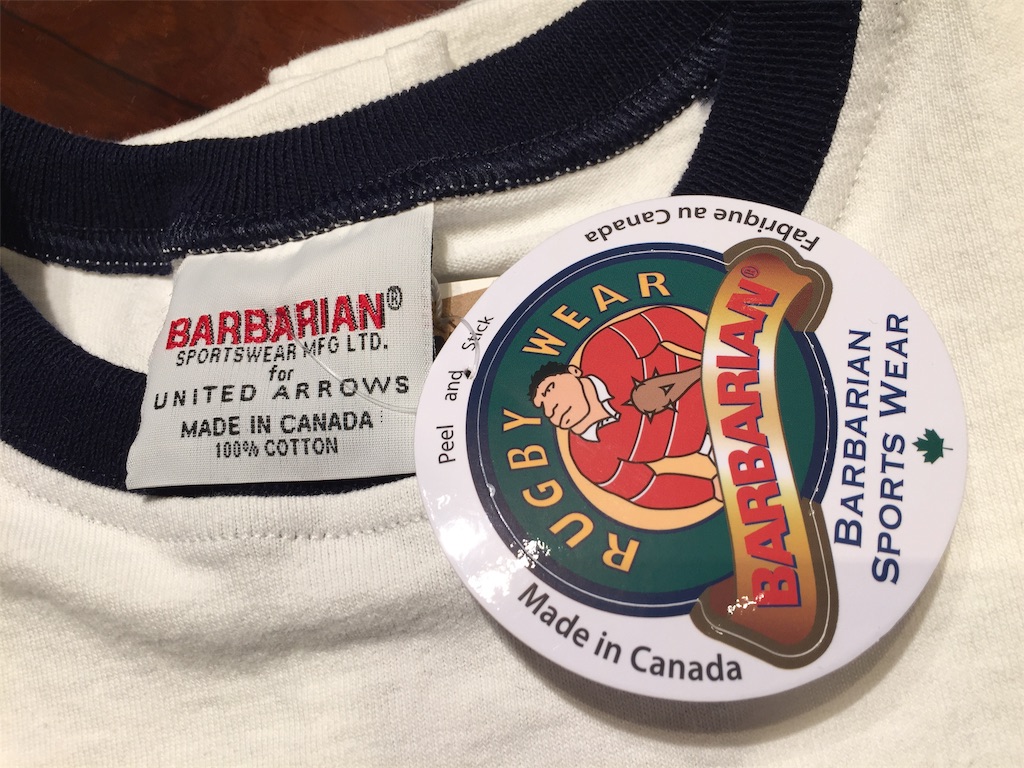 BARBARIAN®
SPORTSWEAR MFG LTD.
for
UNITED ARROWS
MADE IN CANADA
100% COTTON
Peel and Stick
Fabrique au Canada
RUGBY WEAR
BARBARIAN®
BARBARIAN
SPORTS WEAR
Made in Canada